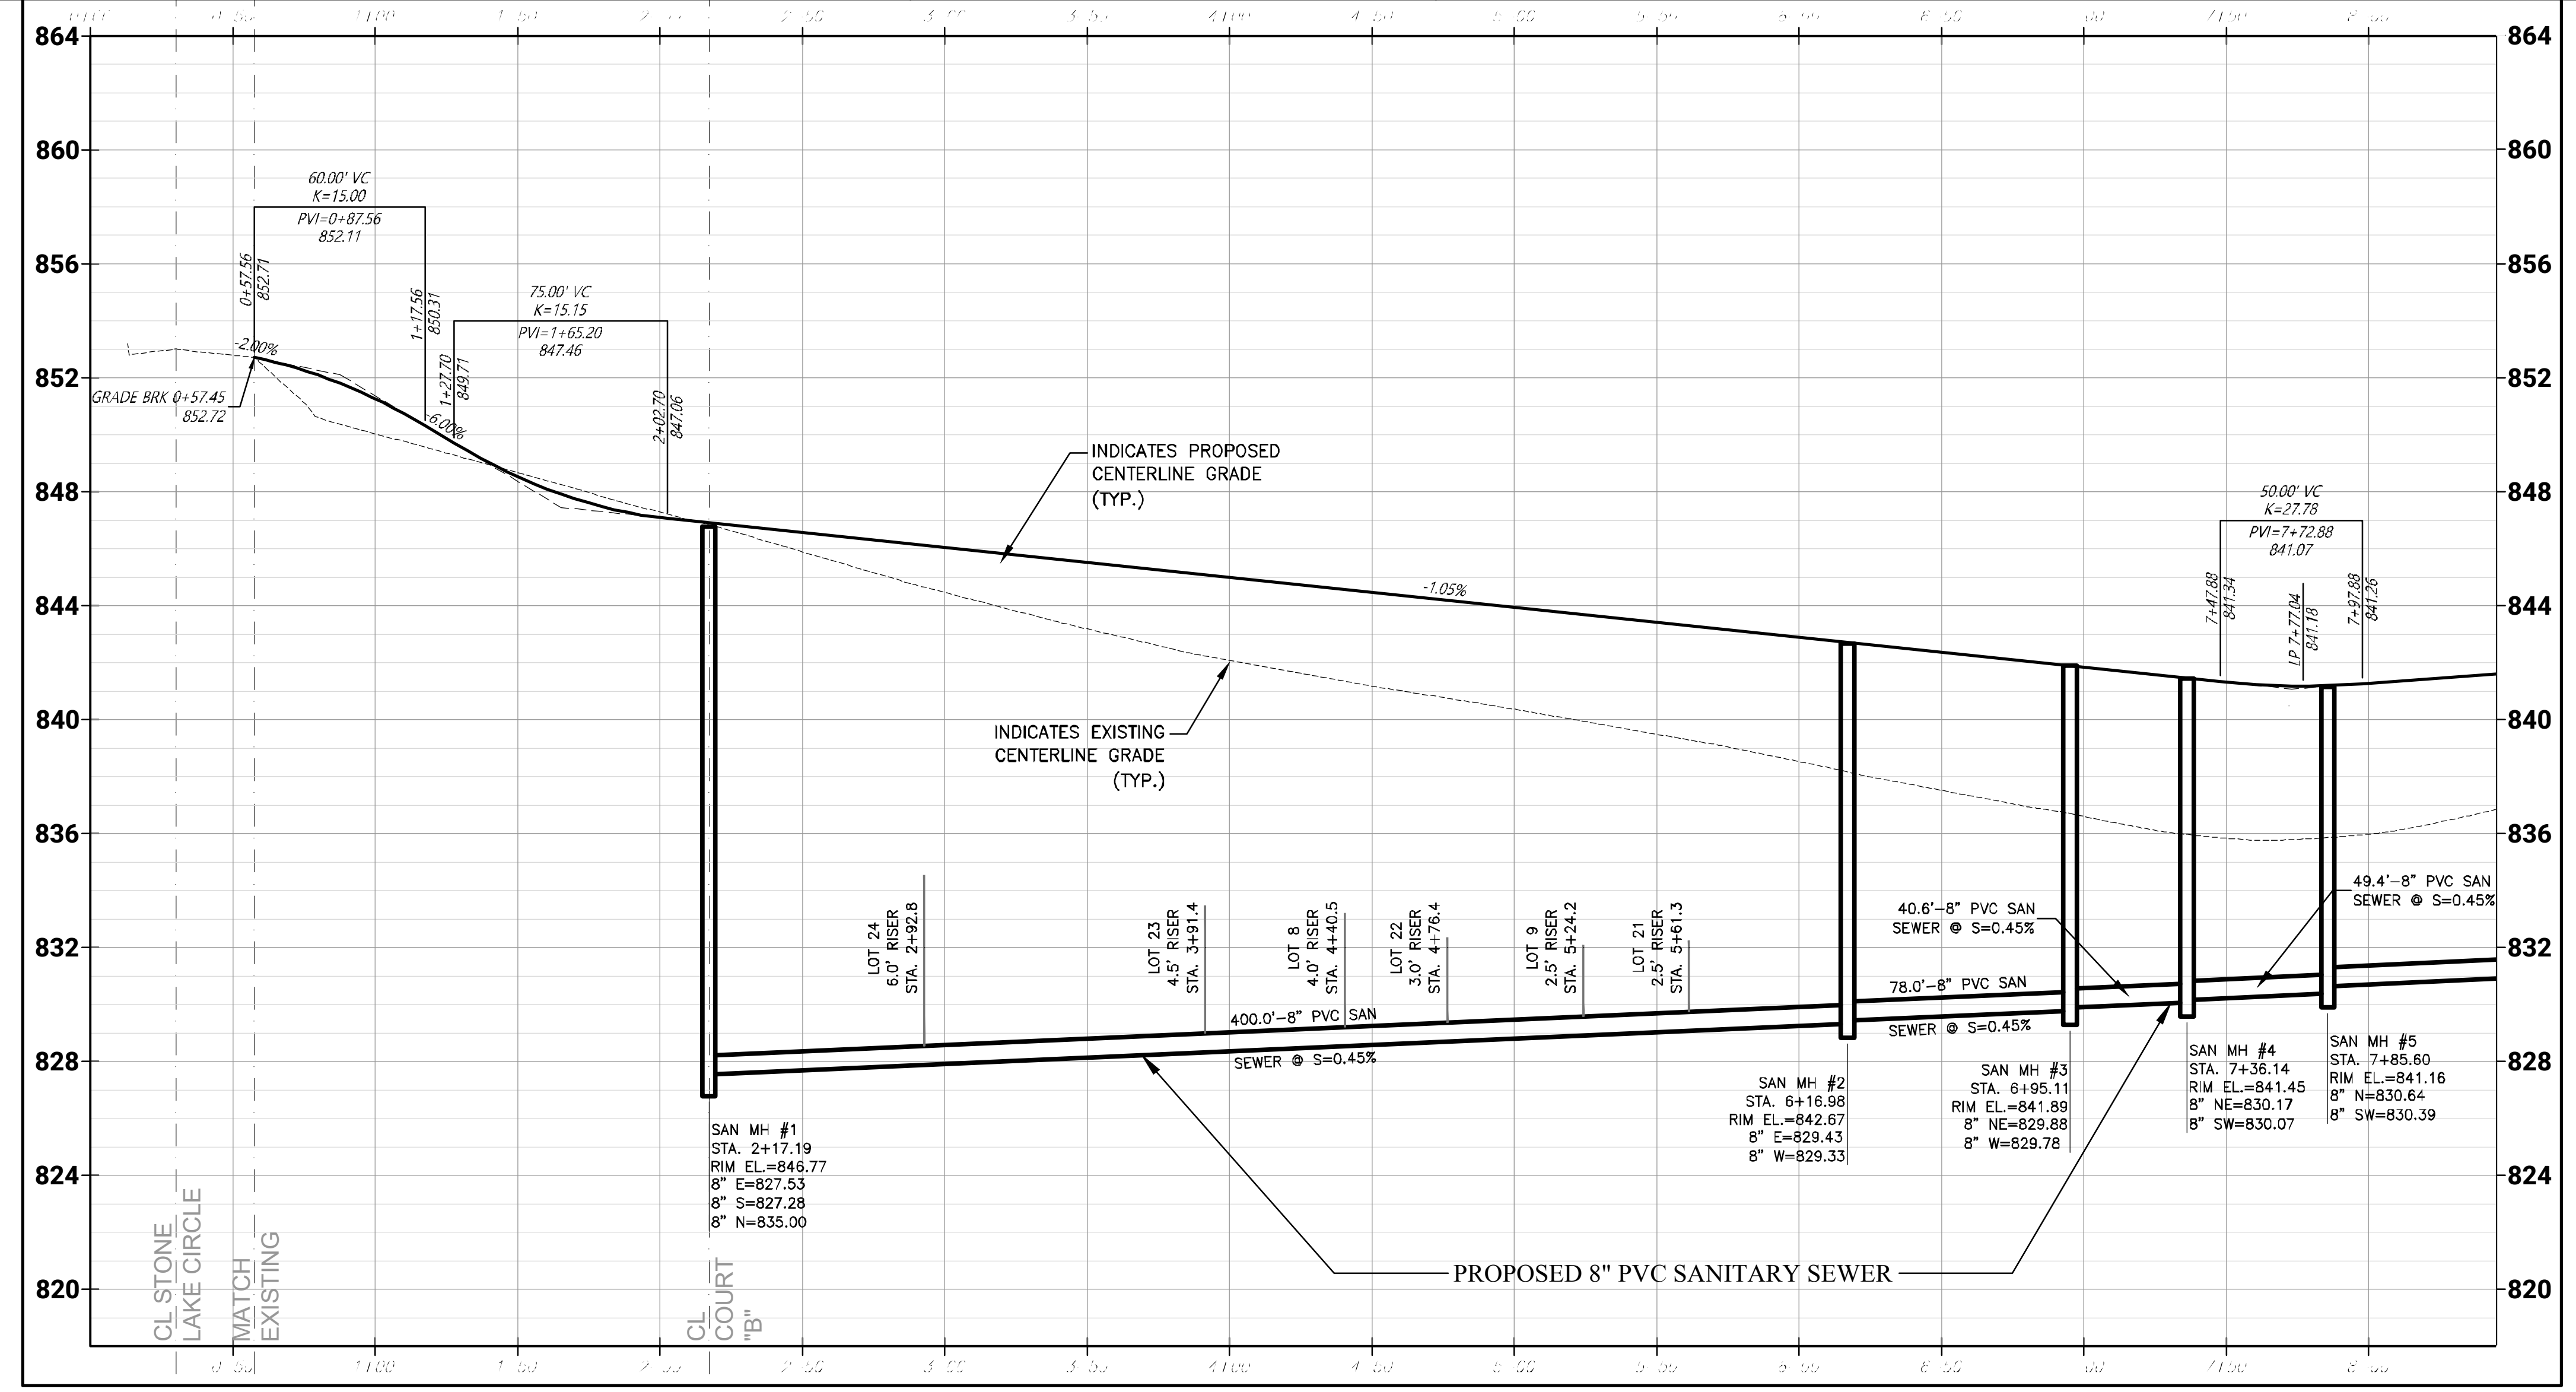 864
864
860
860
856
856
852
852
848
848
844
844
840
840
836
836
832
832
828
828
824
824
820
820
60.00' VC
K=15.00
PVI=0+87.56
852.11
0+57.56
852.71
1+17.56
850.31
-2.00%
GRADE BRK 0+57.45
852.72
-6.00%
75.00' VC
K=15.15
PVI=1+65.20
847.46
1+27.70
849.71
2+02.70
847.06
INDICATES PROPOSED
CENTERLINE GRADE
(TYP.)
-1.05%
INDICATES EXISTING
CENTERLINE GRADE
(TYP.)
50.00' VC
K=27.78
PVI=7+72.88
841.07
7+47.88
841.34
LP 7+77.04
841.18
7+97.88
841.26
LOT 24
6.0' RISER
STA. 2+92.8
LOT 23
4.5' RISER
STA. 3+91.4
LOT 8
4.0' RISER
STA. 4+40.5
LOT 22
3.0' RISER
STA. 4+76.4
LOT 9
2.5' RISER
STA. 5+24.2
LOT 21
2.5' RISER
STA. 5+61.3
400.0'-8" PVC SAN
SEWER @ S=0.45%
78.0'-8" PVC SAN
SEWER @ S=0.45%
40.6'-8" PVC SAN
SEWER @ S=0.45%
49.4'-8" PVC SAN
SEWER @ S=0.45%
SAN MH #1
STA. 2+17.19
RIM EL.=846.77
8" E=827.53
8" S=827.28
8" N=835.00
SAN MH #2
STA. 6+16.98
RIM EL.=842.67
8" E=829.43
8" W=829.33
SAN MH #3
STA. 6+95.11
RIM EL.=841.89
8" NE=829.88
8" W=829.78
SAN MH #4
STA. 7+36.14
RIM EL.=841.45
8" NE=830.17
8" SW=830.07
SAN MH #5
STA. 7+85.60
RIM EL.=841.16
8" N=830.64
8" SW=830.39
PROPOSED 8" PVC SANITARY SEWER
CL STONE
LAKE CIRCLE
MATCH
EXISTING
CL
COURT
"B"